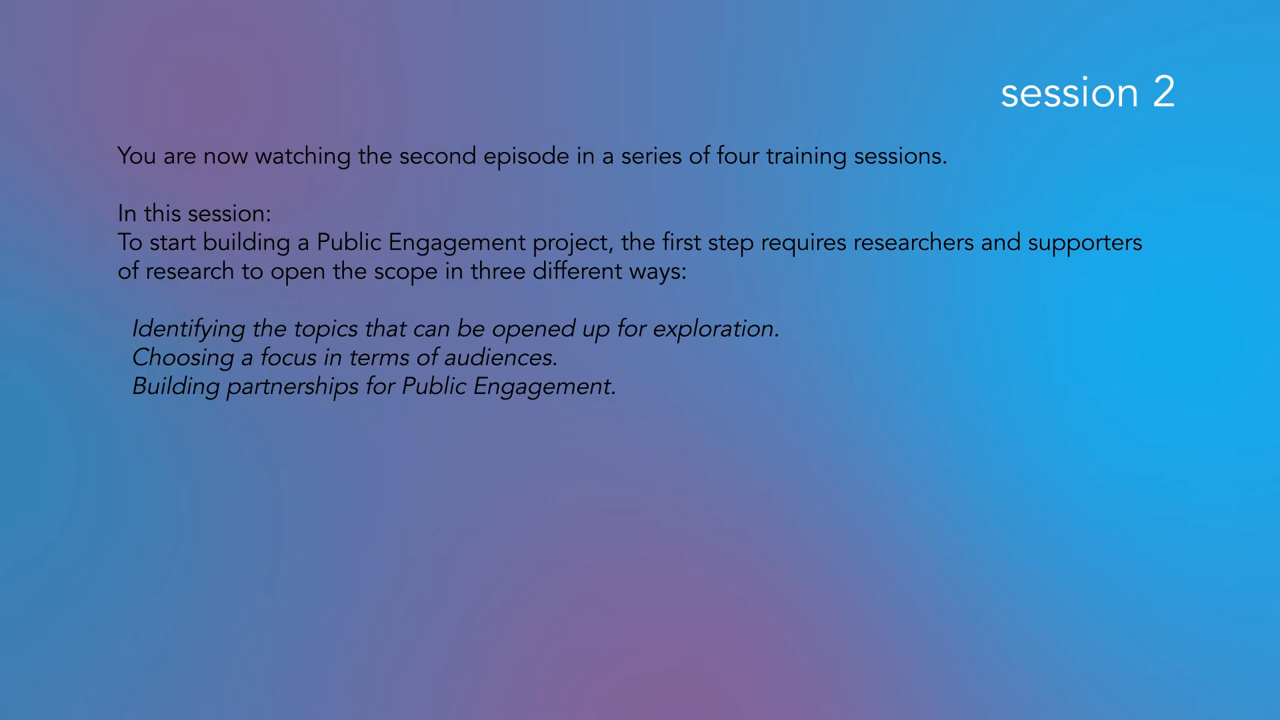 session 2
You are now watching the second episode in a series of four training sessions.
In this session:
To start building a Public Engagement project, the first step requires researchers and supporters
of research to open the scope in three different ways:
Identifying the topics that can be opened up for exploration.
Choosing a focus in terms of audiences.
Building partnerships for Public Engagement.